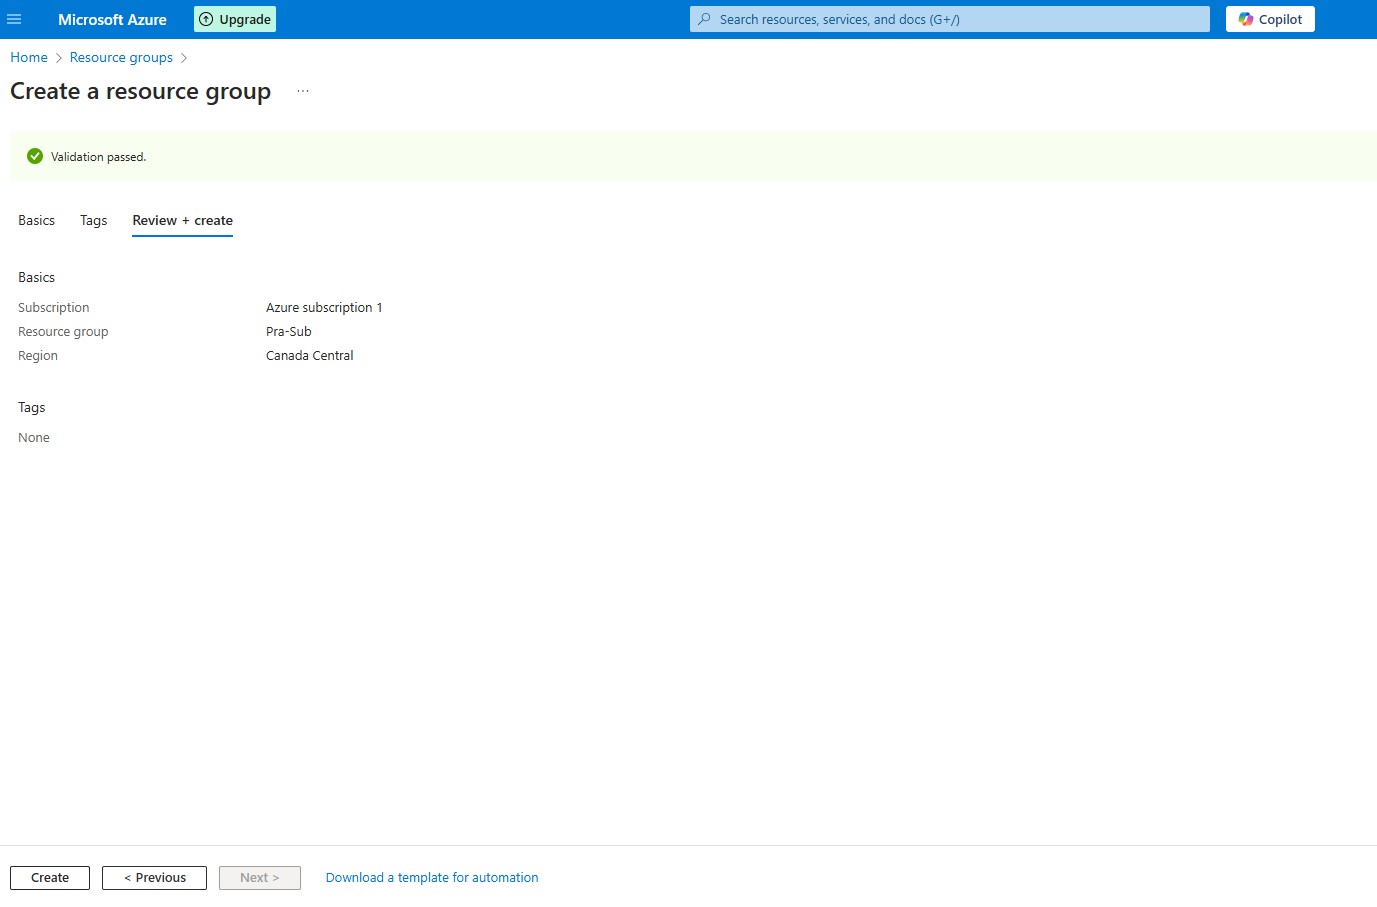 Microsoft Azure Upgrade Search resources, services, and docs (G+/) Copilot
Home > Resource groups >
Create a resource group ...
Validation passed.
Basics Tags Review + create
Basics
Subscription Azure subscription 1
Resource group Pra-Sub
Region Canada Central
Tags
None
Create < Previous Next > Download a template for automation